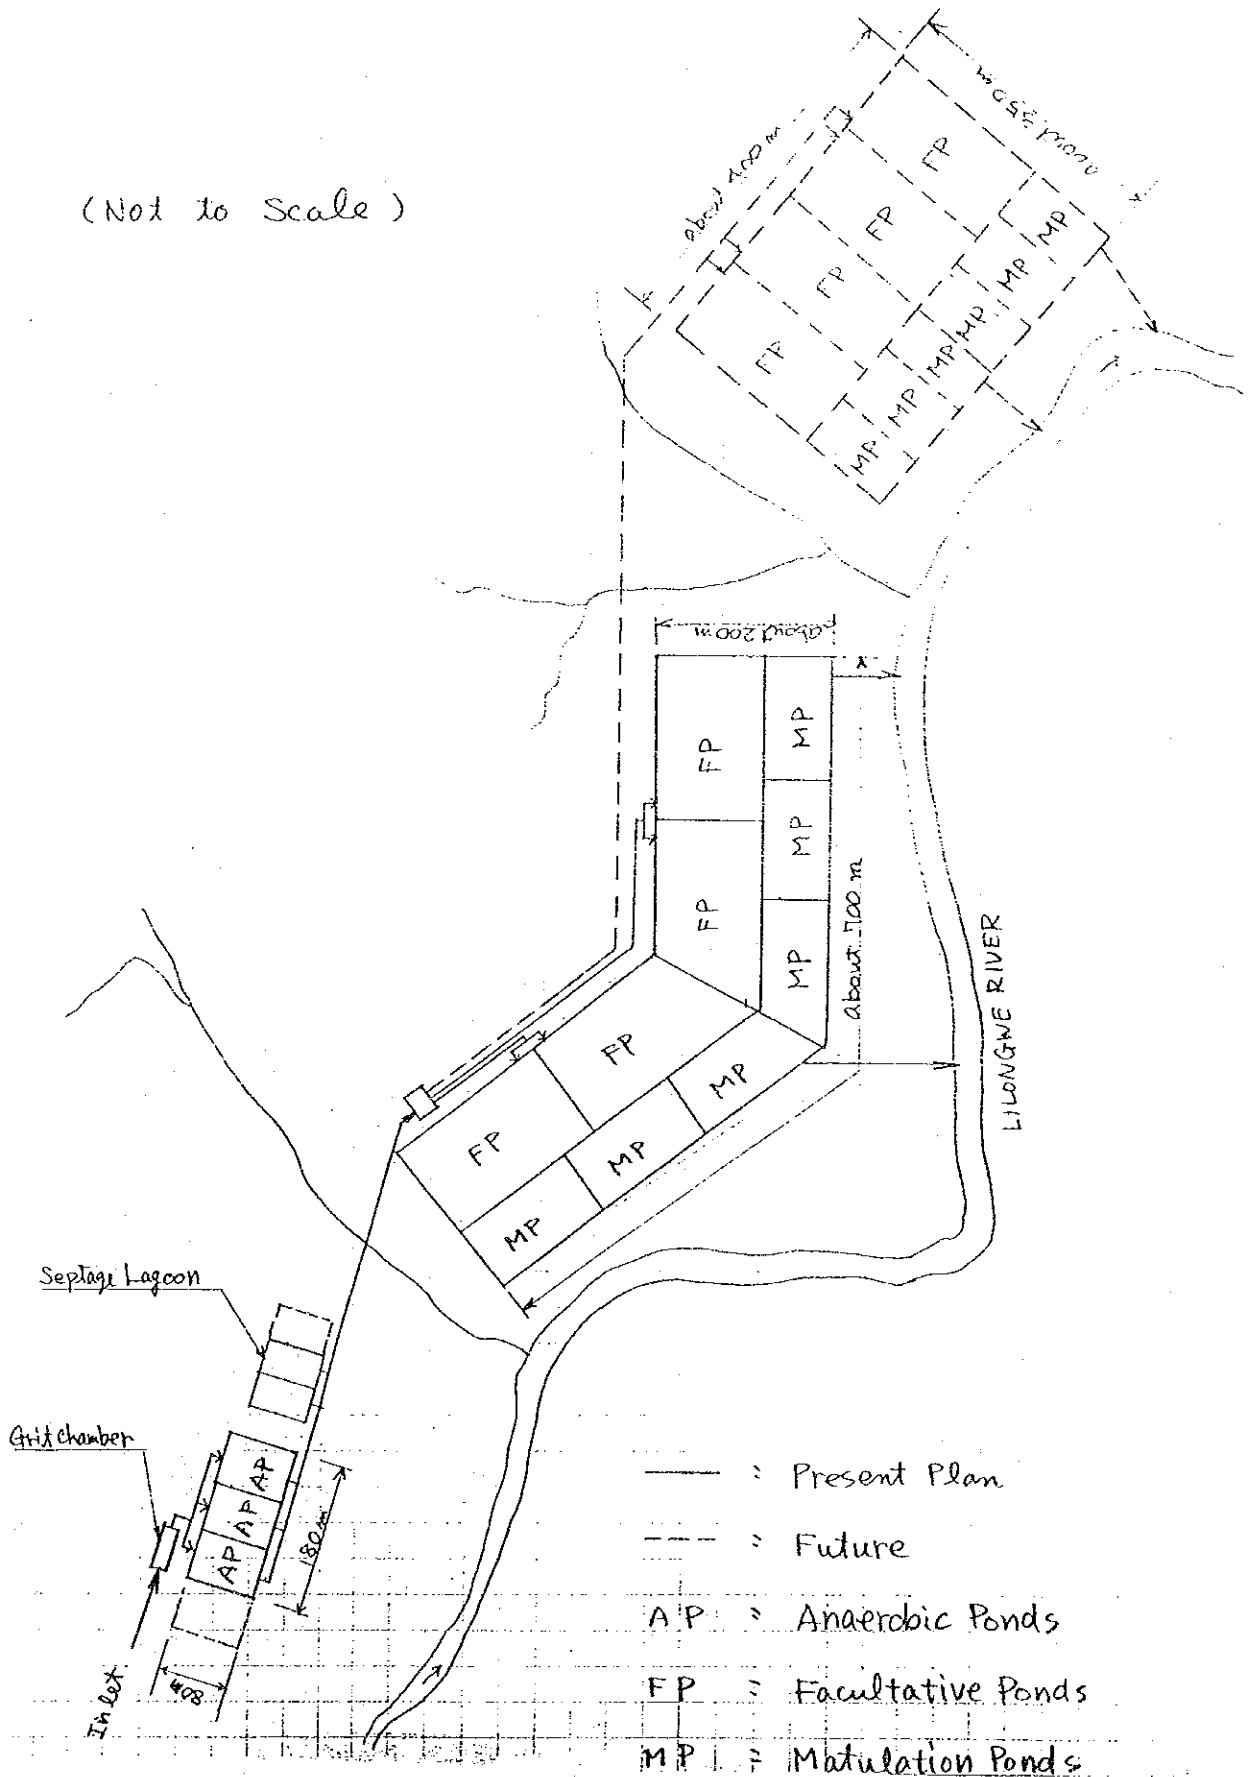 (Not to Scale)
about 400 m
about 350 m
FP
FP
FP
FP
MP
MP
MP
MP
MP
MP
about 200 m
FP
MP
MP
FP
MP
about 700 m
LILONGWE RIVER
FP
MP
FP
MP
MP
Septage Lagoon
Grit Chamber
AP
AP
AP
180m
80m
Inlet
: Present Plan
: Future
AP : Anaerobic Ponds
FP : Facultative Ponds
MP : Matulation Ponds